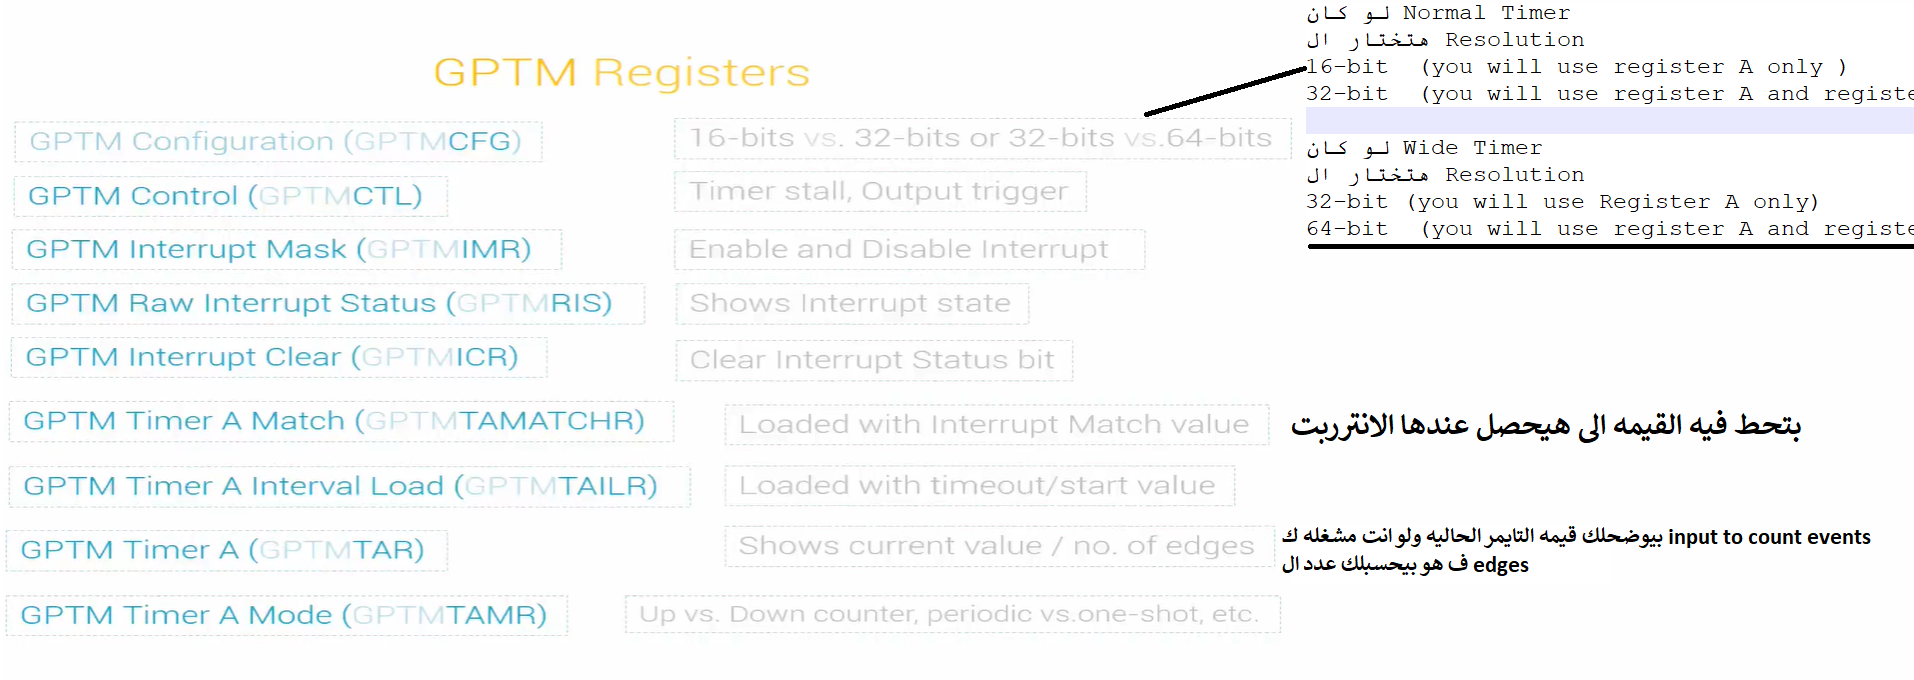 GPTM Registers
GPTM Configuration (GPTMCFG)
16-bits vs. 32-bits or 32-bits vs.64-bits
GPTM Control (GPTMCTL)
Timer stall, Output trigger
GPTM Interrupt Mask (GPTMIMR)
Enable and Disable Interrupt
GPTM Raw Interrupt Status (GPTMRIS)
Shows Interrupt state
GPTM Interrupt Clear (GPTMICR)
Clear Interrupt Status bit
GPTM Timer A Match (GPTMTAMATCHR)
Loaded with Interrupt Match value
GPTM Timer A Interval Load (GPTMTAILR)
Loaded with timeout/start value
GPTM Timer A (GPTMTAR)
Shows current value / no. of edges
GPTM Timer A Mode (GPTMTAMR)
Up vs. Down counter, periodic vs.one-shot, etc.
لو كان Normal Timer
هتختار ال Resolution
16-bit (you will use register A only )
32-bit (you will use register A and registe
لو كان Wide Timer
هتختار ال Resolution
32-bit (you will use Register A only)
64-bit (you will use register A and registe
بتحط فيه القيمه الى هيحصل عندها الانترربت
بيوضحلك قيمه التايمر الحاليه ولو انت مشغله ك input to count events
ف هو بيحسبلك عدد ال edges